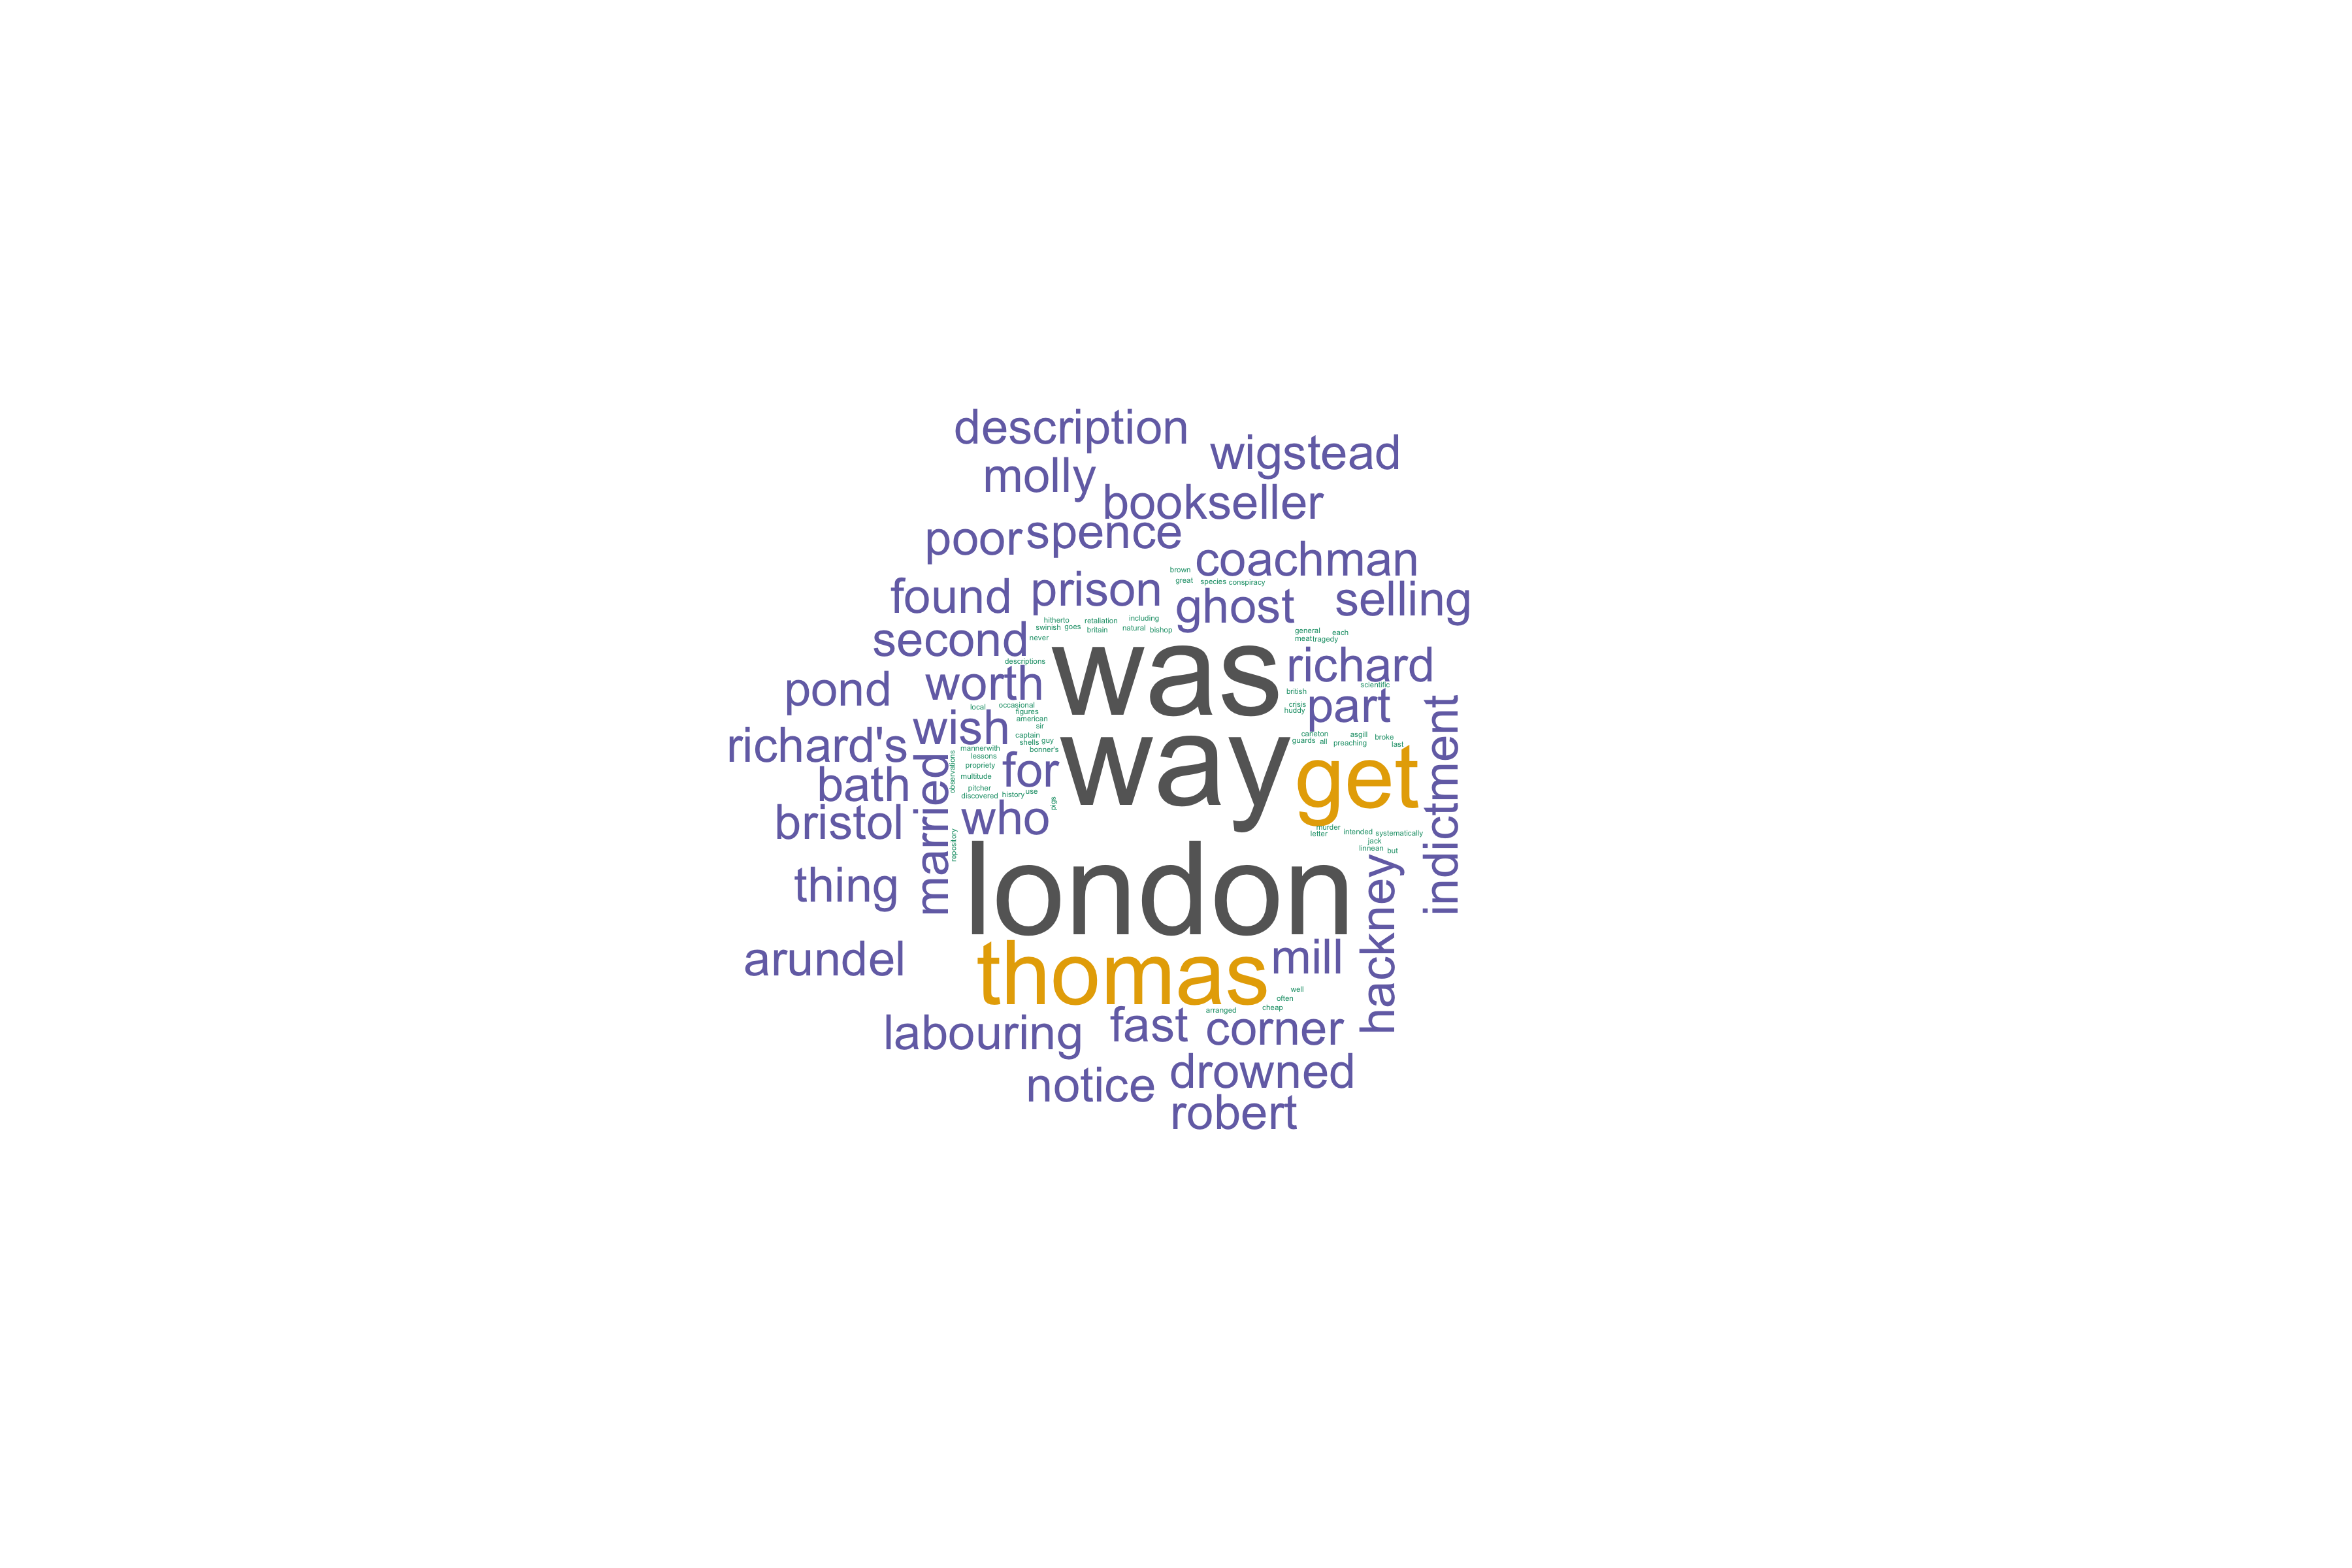 description
wigstead
molly
bookseller
poor spence
coachman
brown
great species conspiracy
found prison ghost selling
hitherto retaliation including
swinish goes britain natural bishop
general each
meat tragedy
second never
was
descriptions
richard
scientific
pond worth
british
part
local occasional
crisis
huddy
figures
american
sir
wish
richard's
captain
shells guy
bonner's
mannerwith
lessons
propriety
multitude
pitcher
discovered history use
observations
pigs
for
way
carleton asgill broke
guards all preaching last
get
indictment
bath
married
bristol
who
repository
murder
letter intended systematically
jack
linnean but
thing
london
hackney
arundel
thomas
mill
well
often
arranged cheap
labouring fast corner
notice drowned
robert